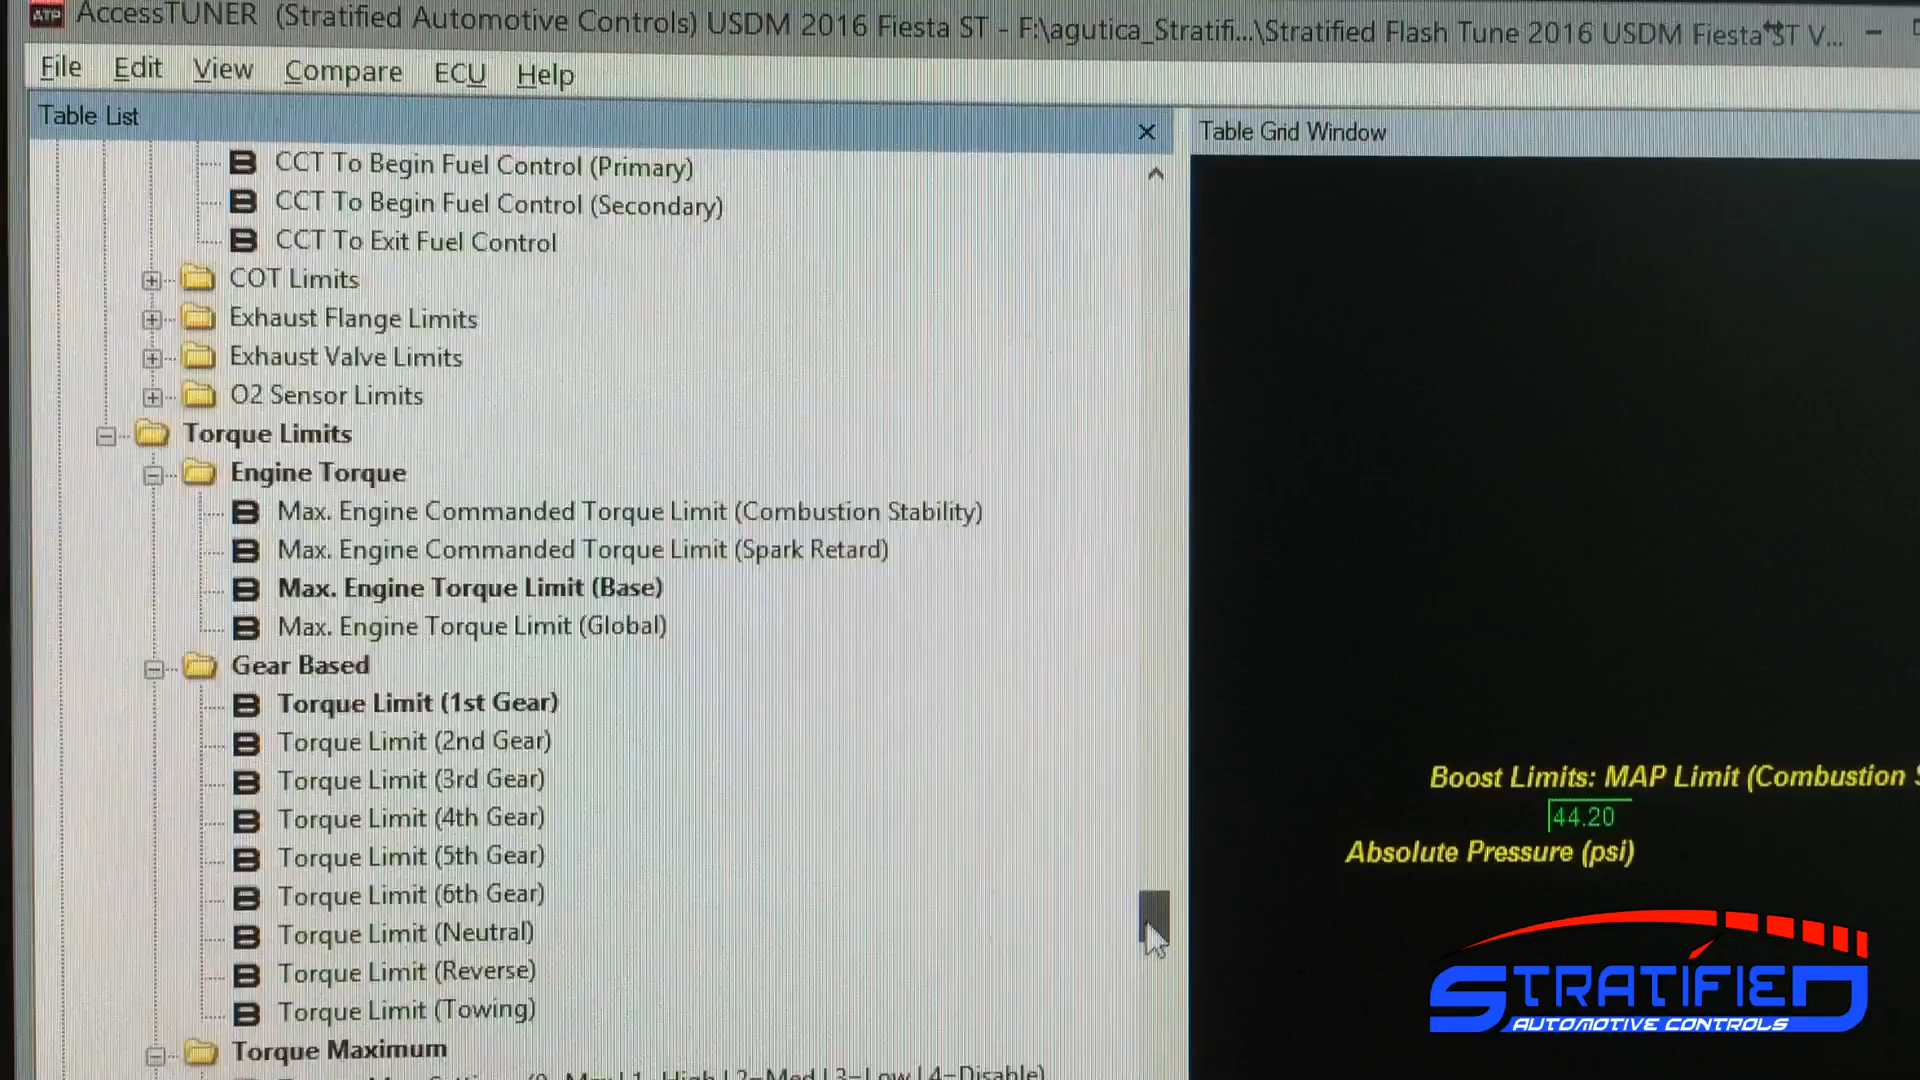 ATP AccessTUNER (Stratified Automotive Controls) USDM 2016 Fiesta ST - F:\agutica_Stratifi...\Stratified Flash Tune 2016 USDM Fiesta ST V...
File Edit View Compare ECU Help
Table List
Table Grid Window
CCT To Begin Fuel Control (Primary)
CCT To Begin Fuel Control (Secondary)
CCT To Exit Fuel Control
COT Limits
Exhaust Flange Limits
Exhaust Valve Limits
O2 Sensor Limits
Torque Limits
Engine Torque
Max. Engine Commanded Torque Limit (Combustion Stability)
Max. Engine Commanded Torque Limit (Spark Retard)
Max. Engine Torque Limit (Base)
Max. Engine Torque Limit (Global)
Gear Based
Torque Limit (1st Gear)
Torque Limit (2nd Gear)
Torque Limit (3rd Gear)
Torque Limit (4th Gear)
Torque Limit (5th Gear)
Torque Limit (6th Gear)
Torque Limit (Neutral)
Torque Limit (Reverse)
Torque Limit (Towing)
Torque Maximum
Boost Limits: MAP Limit (Combustion S
44.20
Absolute Pressure (psi)
STRATIFIED
AUTOMOTIVE CONTROLS